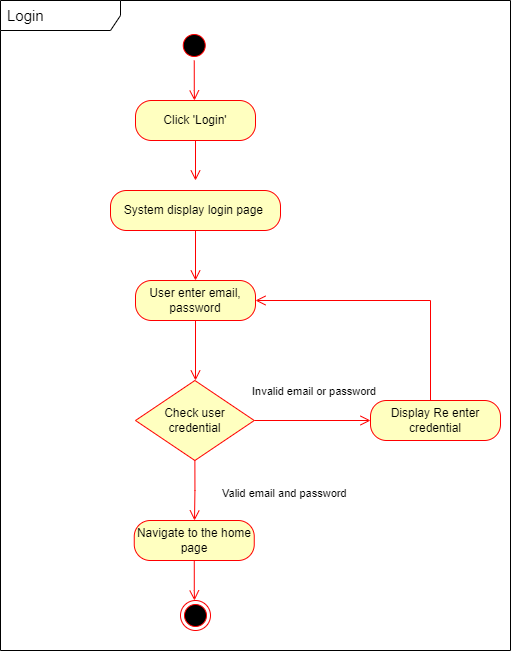 Login
Click 'Login'
System display login page
User enter email,
password
Check user
credential
Invalid email or password
Display Re enter
credential
Valid email and password
Navigate to the home
page